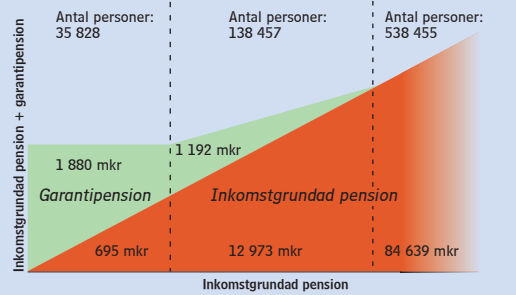 Antal personer:
35 828
Antal personer:
138 457
Antal personer:
538 455
Inkomstgrundad pension + garantipension
1 880 mkr
1 192 mkr
Garantipension
Inkomstgrundad pension
695 mkr
12 973 mkr
84 639 mkr
Inkomstgrundad pension